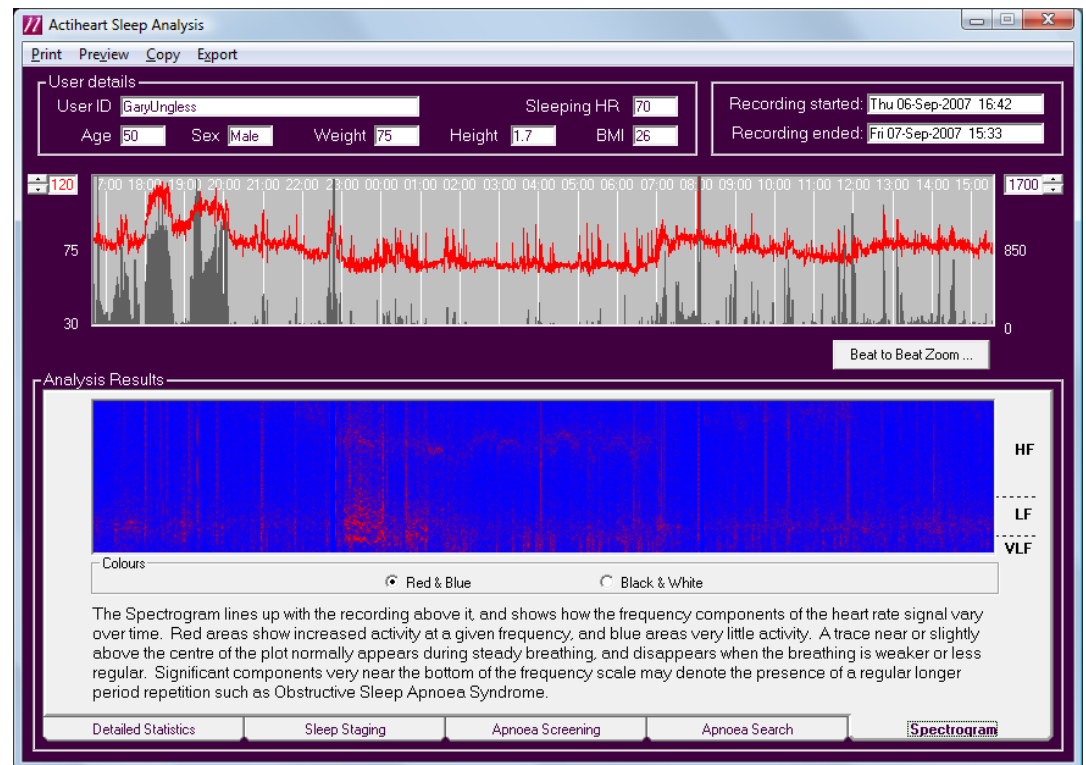 Actiheart Sleep Analysis
Print Preview Copy Export
User details
User ID GaryUngless Sleeping HR 70
Age 50 Sex Male Weight 75 Height 1.7 BMI 26
Recording started: Thu 06-Sep-2007 16:42
Recording ended: Fri 07-Sep-2007 15:33
120 7:00 18:00 19:00 20:00 21:00 22:00 23:00 00:00 01:00 02:00 03:00 04:00 05:00 06:00 07:00 08:00 09:00 10:00 11:00 12:00 13:00 14:00 15:00 1700
75 850
30 0
Beat to Beat Zoom ...
Analysis Results
HF
LF
VLF
Colours
Red & Blue Black & White
The Spectrogram lines up with the recording above it, and shows how the frequency components of the heart rate signal vary
over time. Red areas show increased activity at a given frequency, and blue areas very little activity. A trace near or slightly
above the centre of the plot normally appears during steady breathing, and disappears when the breathing is weaker or less
regular. Significant components very near the bottom of the frequency scale may denote the presence of a regular longer
period repetition such as Obstructive Sleep Apnoea Syndrome.
Detailed Statistics Sleep Staging Apnoea Screening Apnoea Search Spectrogram